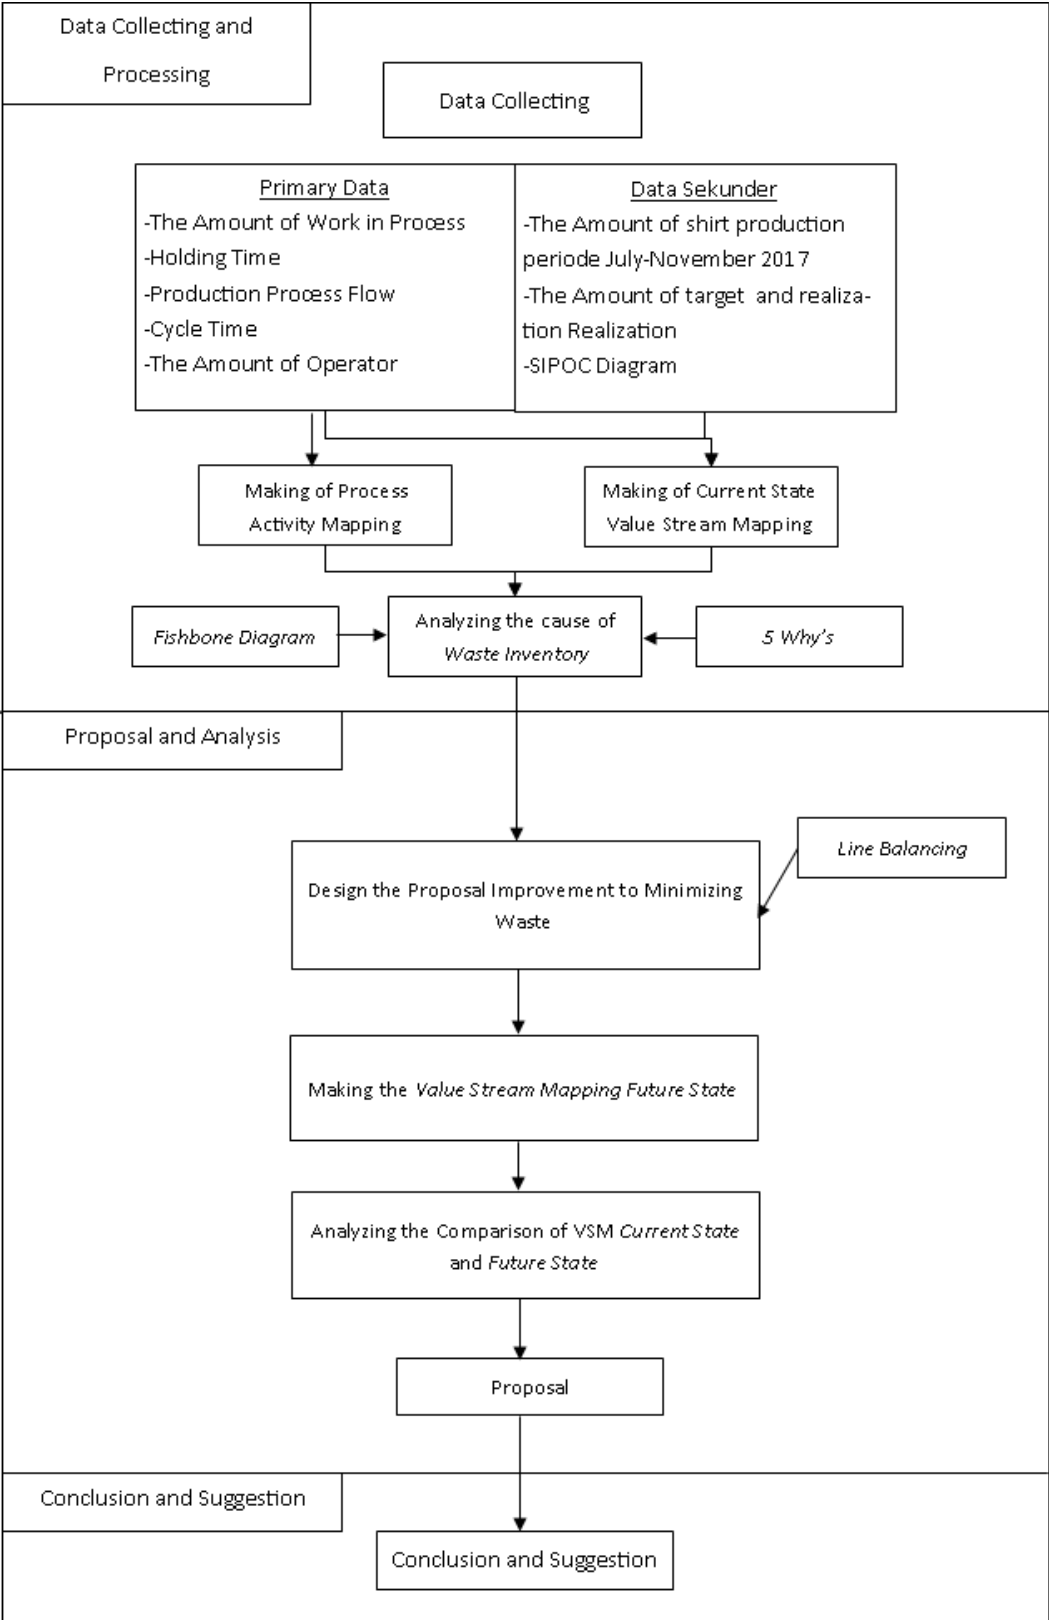 Data Collecting and
Processing
Data Collecting
Primary Data
-The Amount of Work in Process
-Holding Time
-Production Process Flow
-Cycle Time
-The Amount of Operator
Data Sekunder
-The Amount of shirt production
periode July-November 2017
-The Amount of target and realiza-
tion Realization
-SIPOC Diagram
Making of Process
Activity Mapping
Making of Current State
Value Stream Mapping
Fishbone Diagram
Analyzing the cause of
Waste Inventory
5 Why's
Proposal and Analysis
Line Balancing
Design the Proposal Improvement to Minimizing
Waste
Making the Value Stream Mapping Future State
Analyzing the Comparison of VSM Current State
and Future State
Proposal
Conclusion and Suggestion
Conclusion and Suggestion